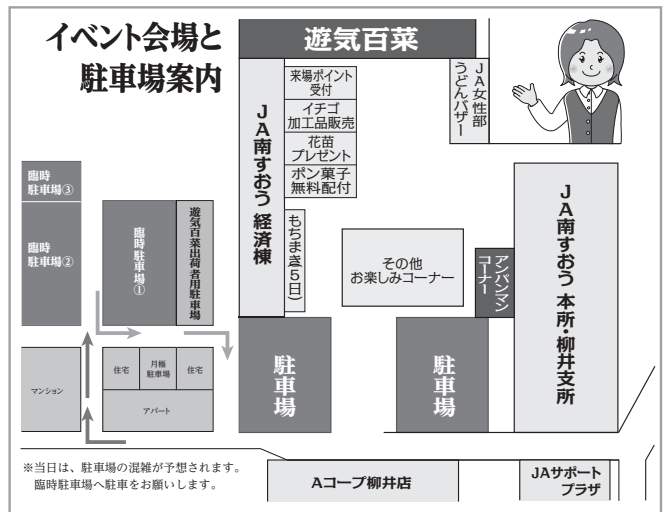 イベント会場と
駐車場案内
遊気百菜
来場ポイント
受付
イチゴ
加工品販売
花苗
プレゼント
ポン菓子
無料配付
もちまき(5日)
JA南すおう 経済棟
JA女性部
うどんバザー
臨時
駐車場③
臨時
駐車場②
臨時駐車場①
遊気百菜出荷者用駐車場
その他
お楽しみコーナー
アンパンマン
コーナー
JA南すおう 本所・柳井支所
駐車場
駐車場
マンション
住宅
月極
駐車場
住宅
アパート
※当日は、駐車場の混雑が予想されます。
臨時駐車場へ駐車をお願いします。
Aコープ柳井店
JAサポート
プラザ